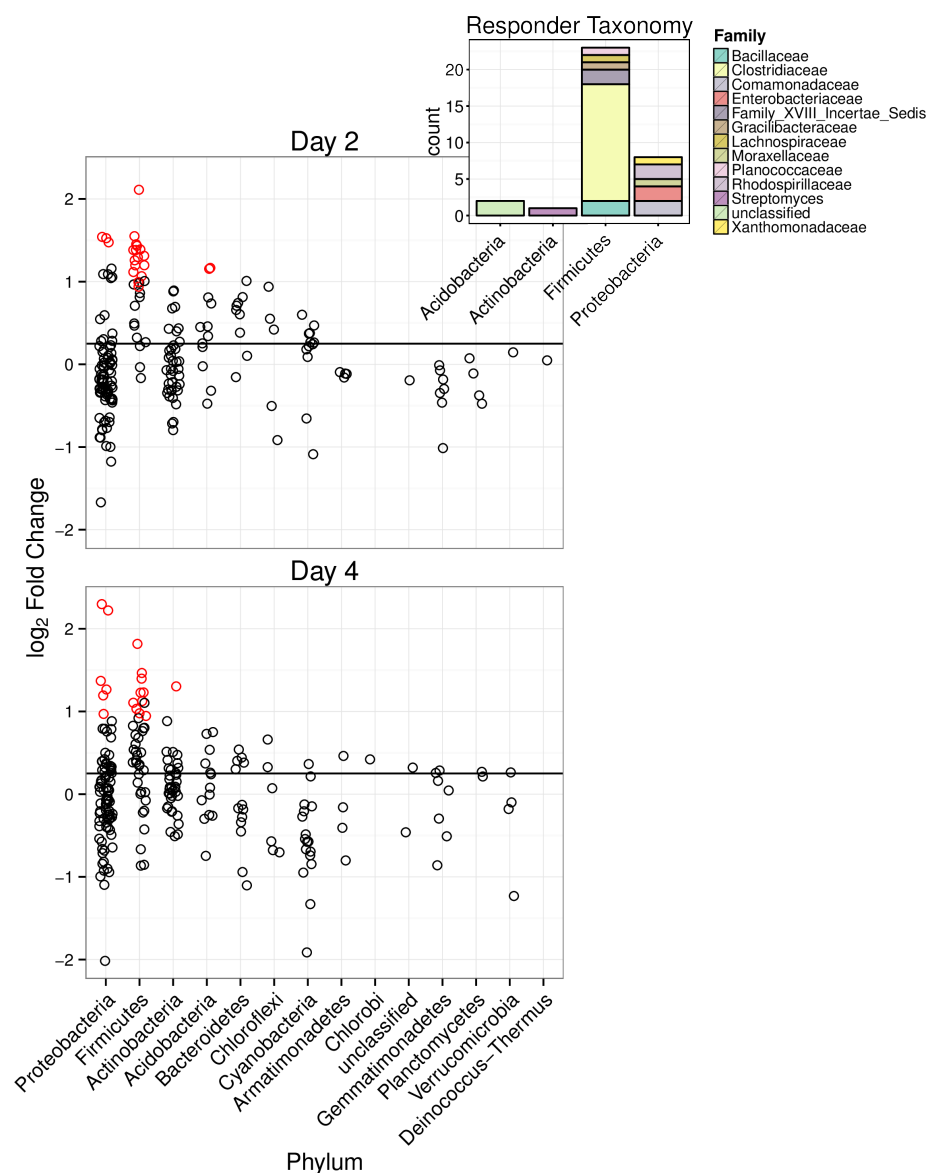 Responder Taxonomy
count
20
15
10
5
0
Acidobacteria
Actinobacteria
Firmicutes
Proteobacteria
Family
Bacillaceae
Clostridiaceae
Comamonadaceae
Enterobacteriaceae
Family_XVIII_Incertae_Sedis
Gracilibacteraceae
Lachnospiraceae
Moraxellaceae
Planococcaceae
Rhodospirillaceae
Streptomyces
unclassified
Xanthomonadaceae
Day 2
2
1
0
−1
−2
log2 Fold Change
Day 4
2
1
0
−1
−2
Proteobacteria
Firmicutes
Actinobacteria
Acidobacteria
Bacteroidetes
Chloroflexi
Cyanobacteria
Armatimonadetes
Chlorobi
unclassified
Gemmatimonadetes
Planctomycetes
Verrucomicrobia
Deinococcus−Thermus
Phylum